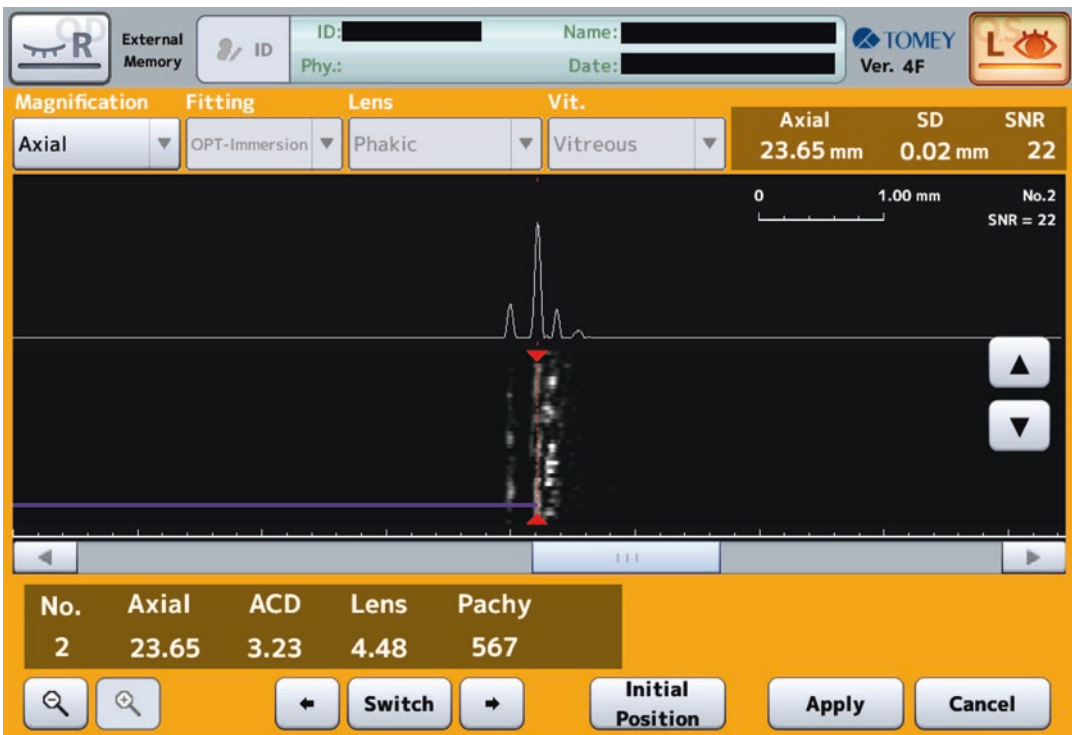 OD R
External Memory
ID
ID:
Phy.:
Name:
Date:
TOMEY
Ver. 4F
O.S L
Magnification Fitting Lens Vit.
Axial OPT-Immersion Phakic Vitreous
Axial SD SNR
23.65 mm 0.02 mm 22
0 1.00 mm No.2
SNR = 22
No. Axial ACD Lens Pachy
2 23.65 3.23 4.48 567
Switch
Initial Position
Apply
Cancel